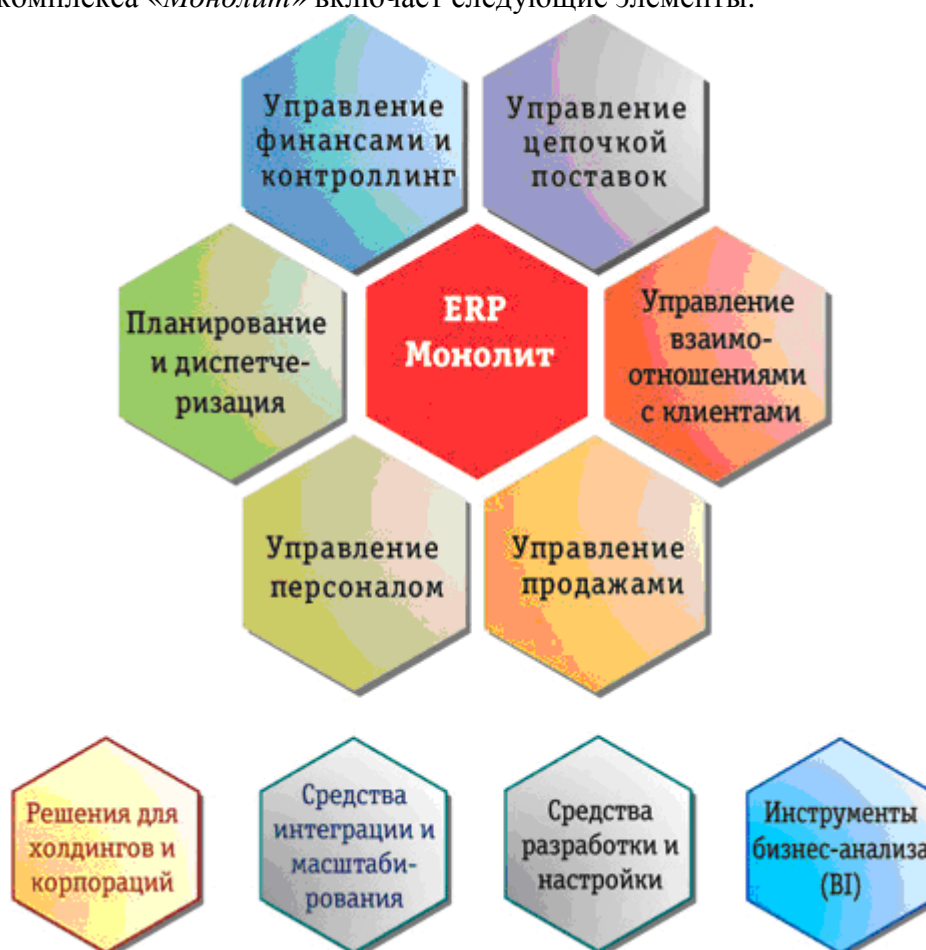 комплекса «Монолит» включает следующие элементы:
Управление
финансами и
контроллинг
Управление
цепочкой
поставок
Планирование
и диспетче-
ризация
ERP
Монолит
Управление
взаимо-
отношениями
с клиентами
Управление
персоналом
Управление
продажами
Решения для
холдингов и
корпораций
Средства
интеграции и
масштаби-
рования
Средства
разработки и
настройки
Инструменты
бизнес-анализа
(BI)